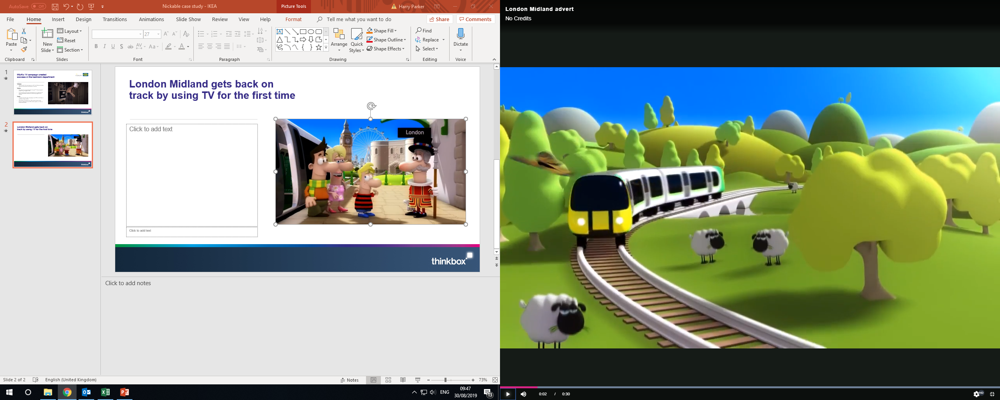 AutoSave Off
Nickable case study - IKEA
Picture Tools
Harry Parker
File Home Insert Design Transitions Animations Slide Show Review View Help Format Tell me what you want to do
Share Comments
Paste
New
Slide
Layout
Reset
Section
27
B I U S ab AV Aa
A
Arrange
Quick
Styles
Shape Fill
Shape Outline
Shape Effects
Find
Replace
Select
Dictate
Clipboard Slides Font Paragraph Drawing Editing Voice
1
IKEA's TV campaign created
success in the bedroom department
thinkbox
2
London Midland gets back on
track by using TV for the first time
thinkbox
London Midland gets back on
track by using TV for the first time
Click to add text
Click to add text
London
thinkbox
Click to add notes
Slide 2 of 2 English (United Kingdom) Notes 73%
ENG
09:47
30/08/2019
13
London Midland advert
No Credits
0:02 / 0:30
HD